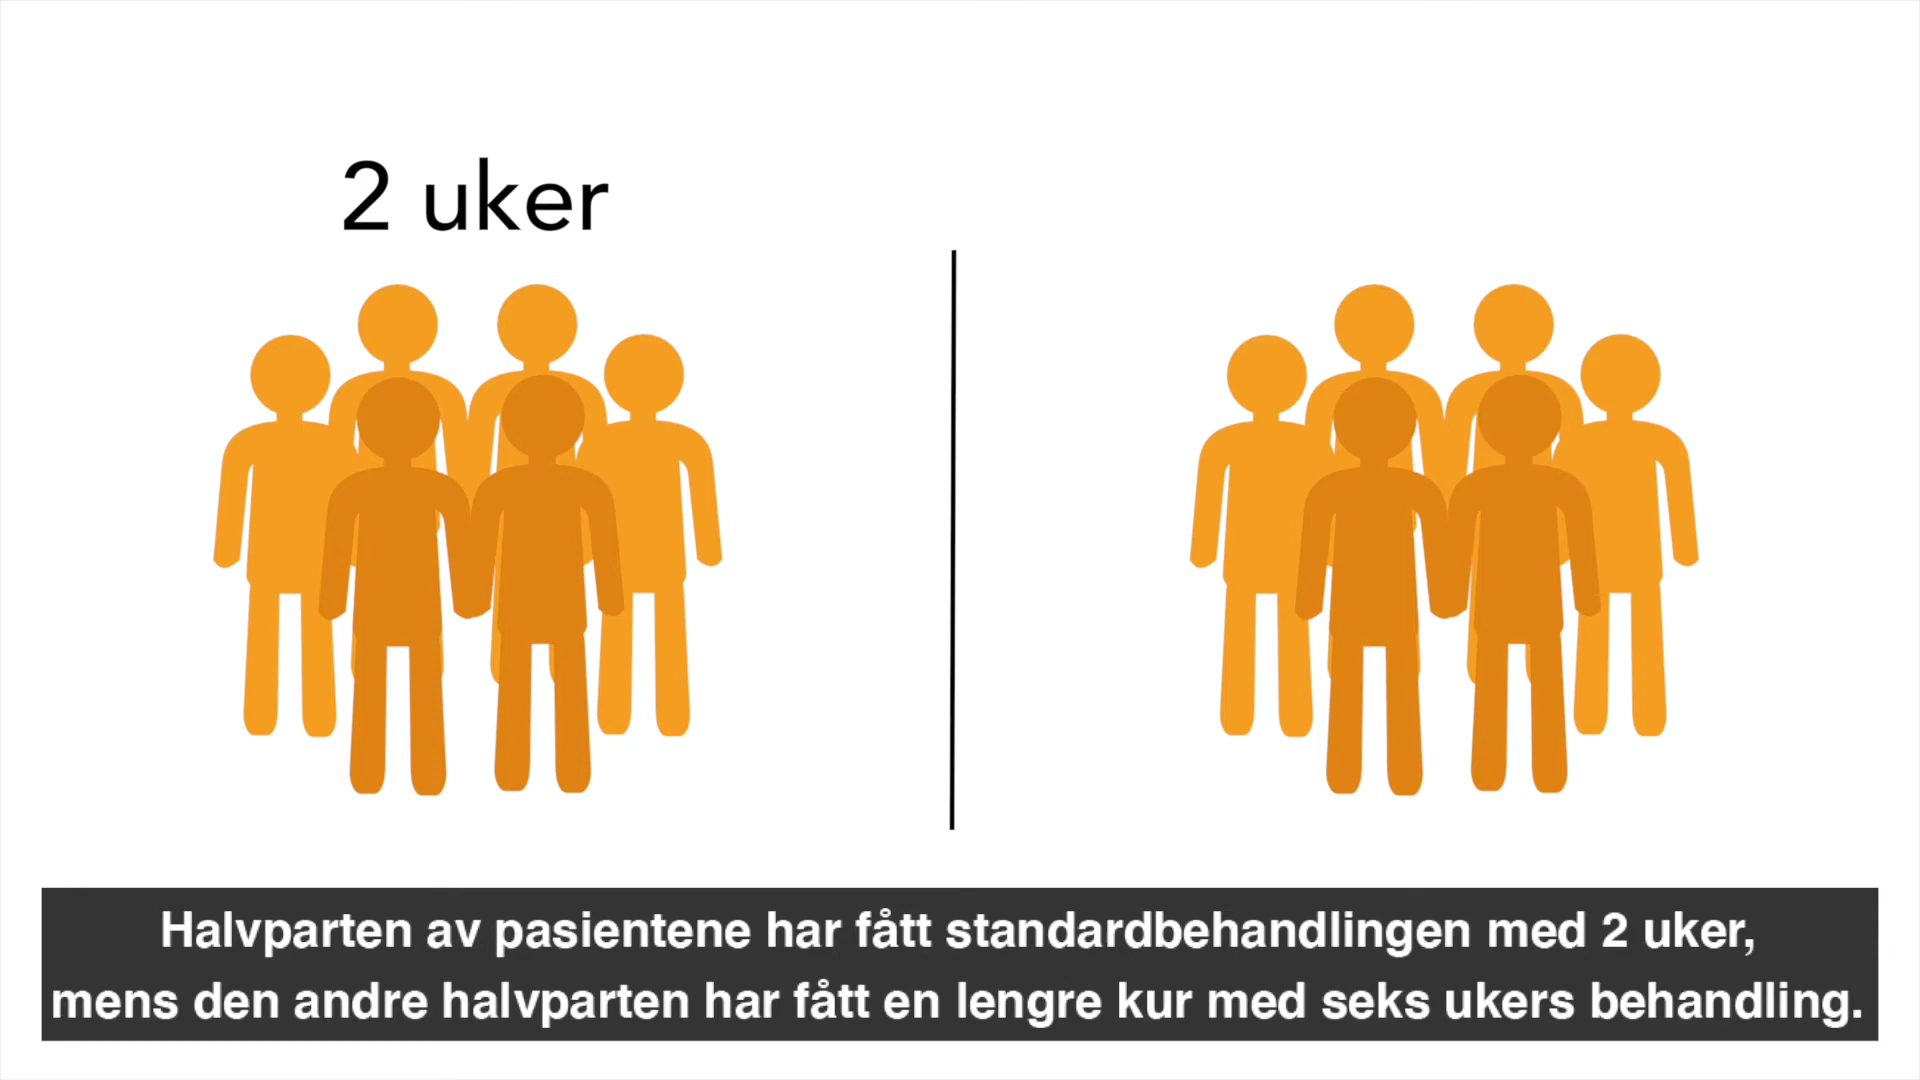 2 uker
Halvparten av pasientene har fått standardbehandlingen med 2 uker,
mens den andre halvparten har fått en lengre kur med seks ukers behandling.